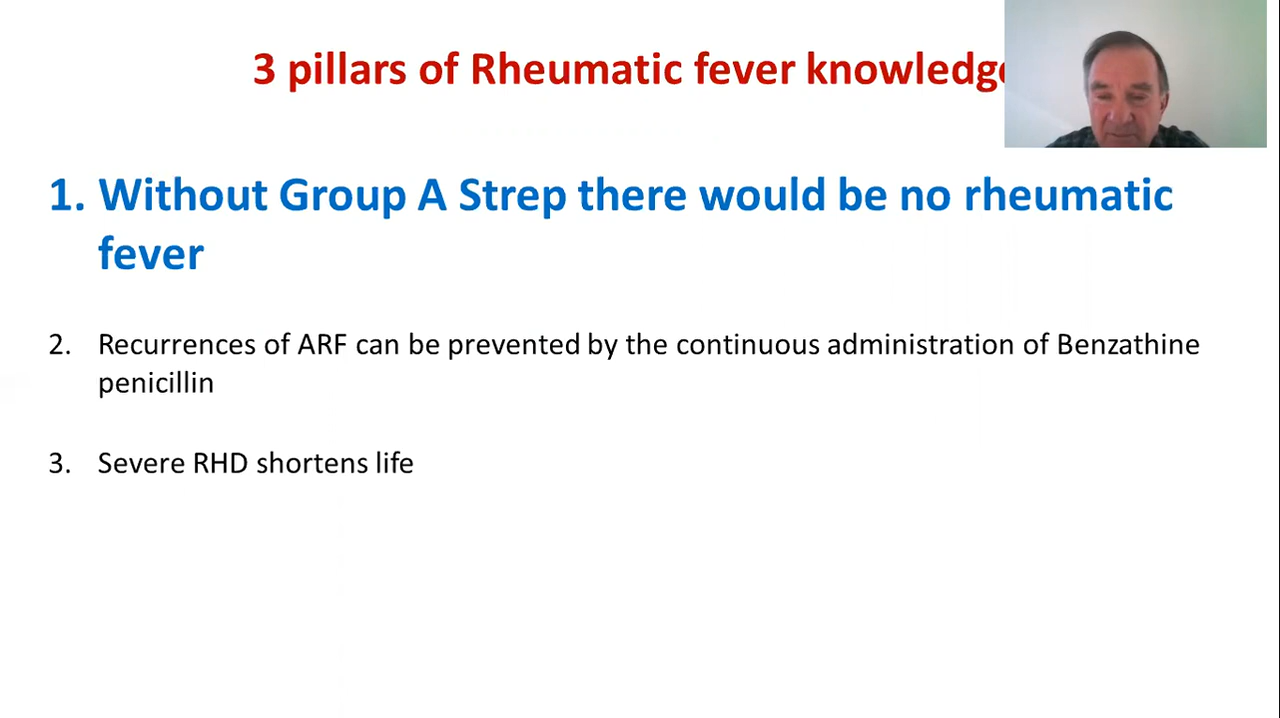 3 pillars of Rheumatic fever knowledge
1. Without Group A Strep there would be no rheumatic
fever
2. Recurrences of ARF can be prevented by the continuous administration of Benzathine
penicillin
3. Severe RHD shortens life